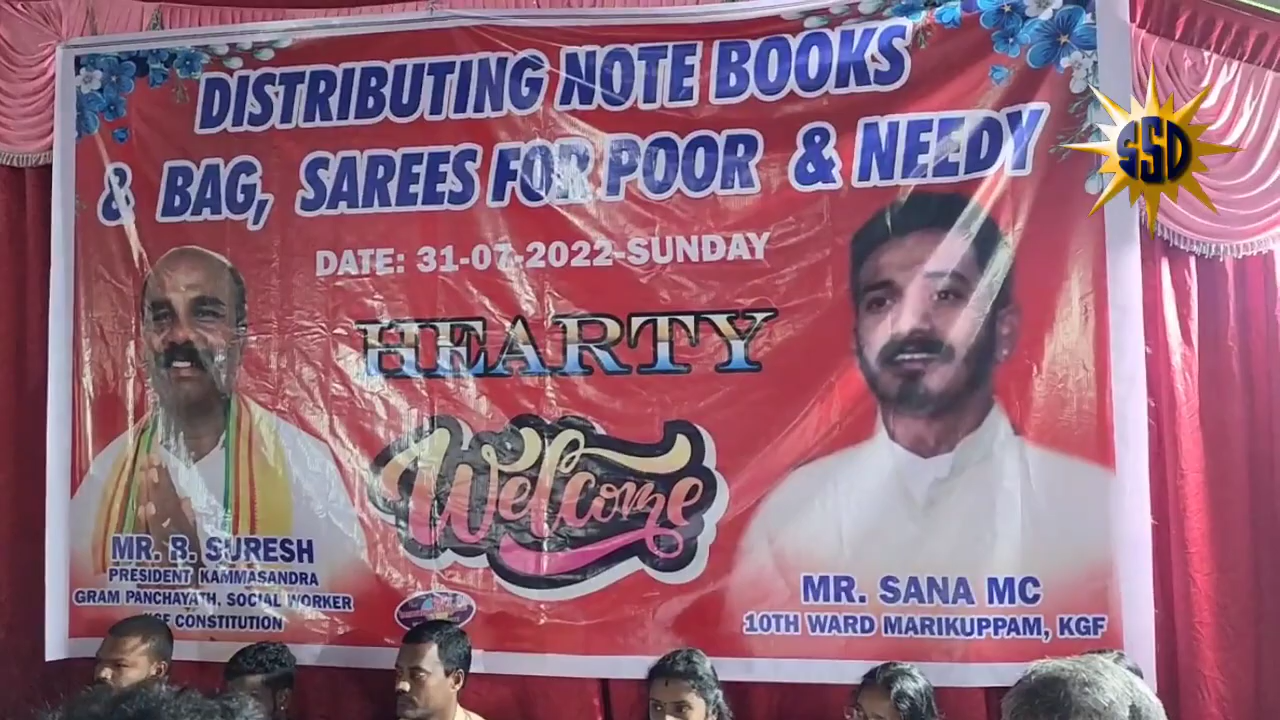 DISTRIBUTING NOTE BOOKS
& BAG, SAREES FOR POOR & NEEDY
DATE: 31-07-2022-SUNDAY
HEARTY
Welcome
MR. B. SURESH
PRESIDENT KAMMASANDRA
GRAM PANCHAYATH, SOCIAL WORKER
KGF CONSTITUTION
MR. SANA MC
10TH WARD MARIKUPPAM, KGF
SSD